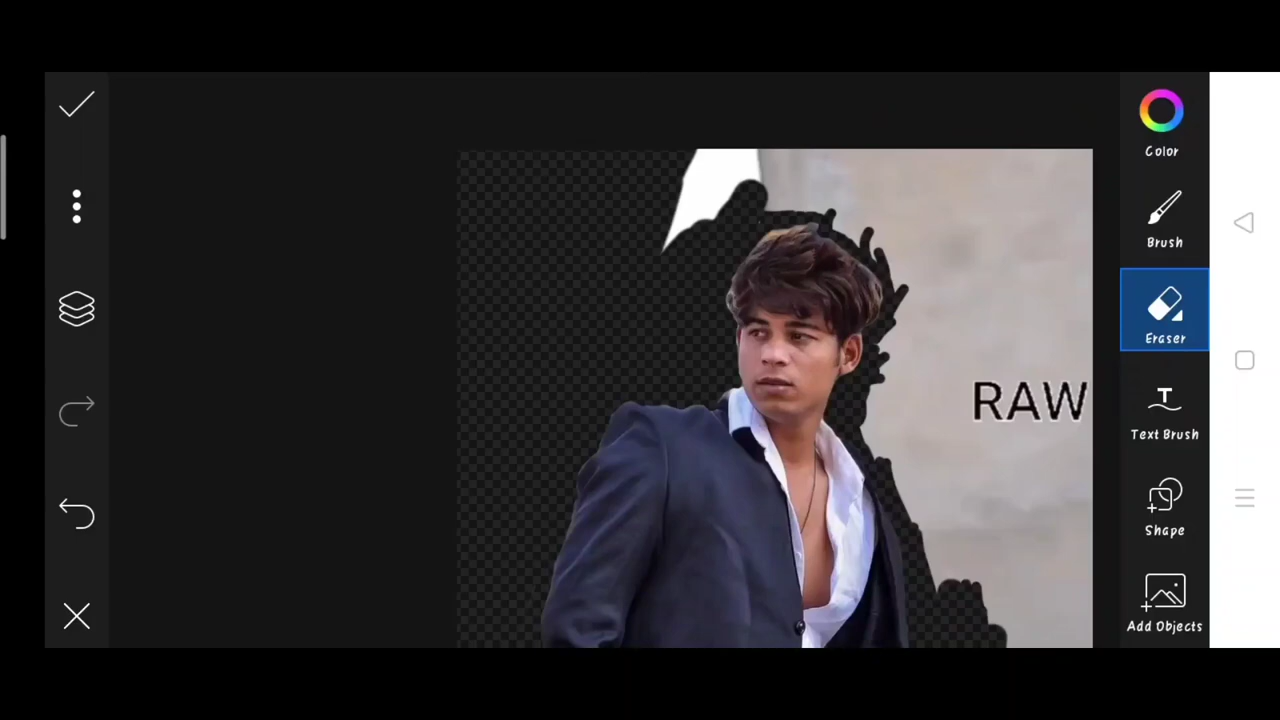 Color
Brush
Eraser
RAW
T
Text Brush
Shape
Add Objects